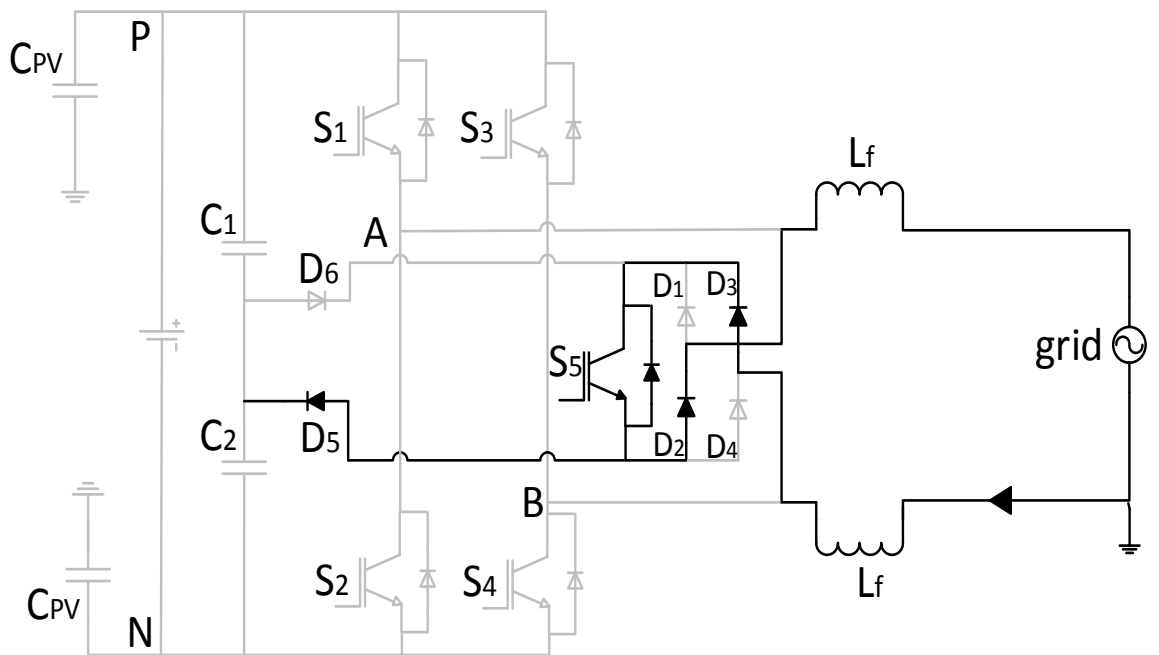 P
CPV
S1
S3
Lf
C1
A
D6
D1
D3
S5
grid
C2
D5
D2
D4
B
S2
S4
Lf
CPV
N
+
-